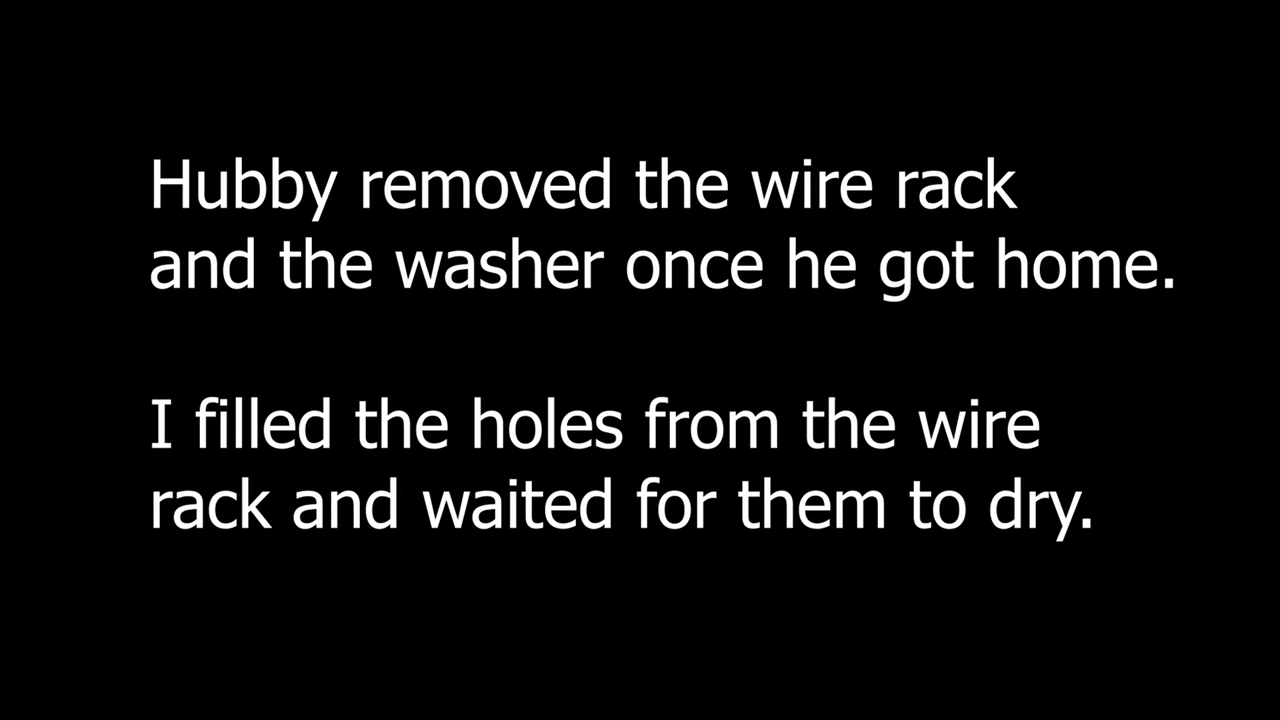 Hubby removed the wire rack
and the washer once he got home.
I filled the holes from the wire
rack and waited for them to dry.